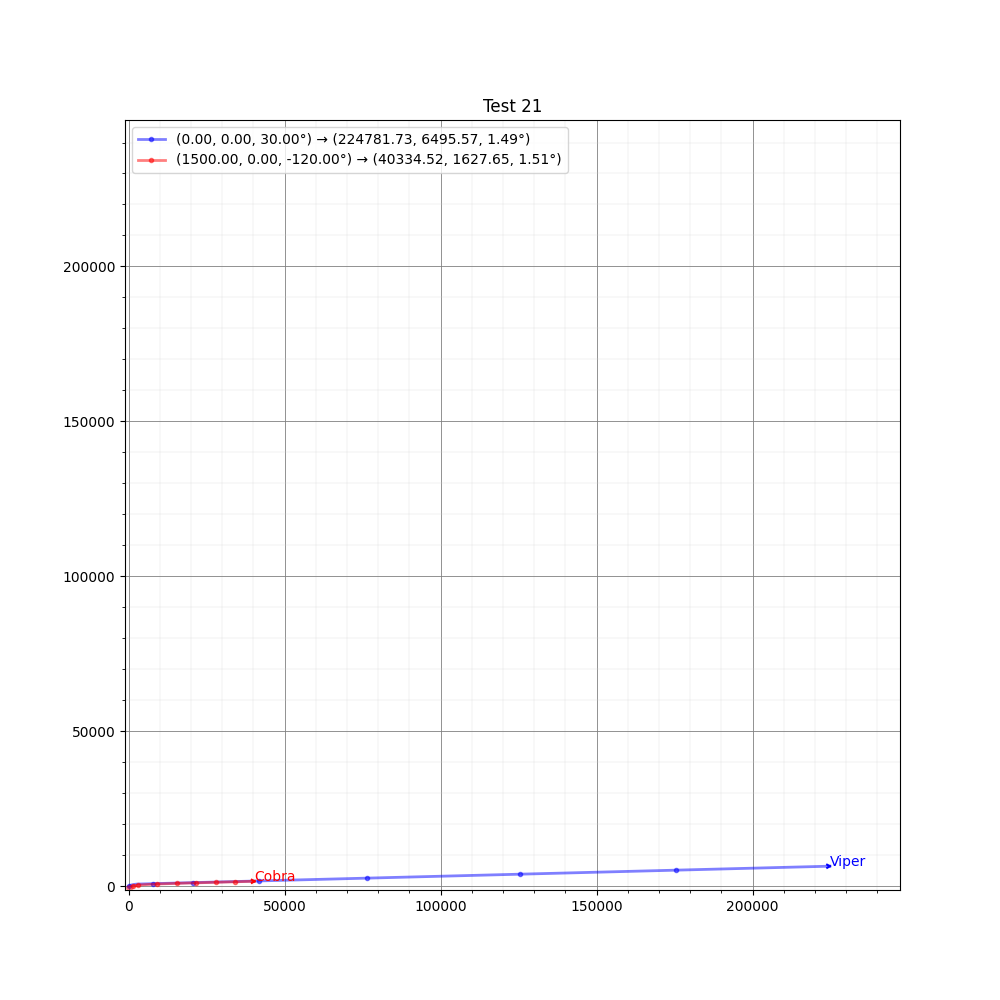 Test 21
(0.00, 0.00, 30.00°) → (224781.73, 6495.57, 1.49°)
(1500.00, 0.00, -120.00°) → (40334.52, 1627.65, 1.51°)
200000
150000
100000
50000
0
Cobra
Viper
0 50000 100000 150000 200000